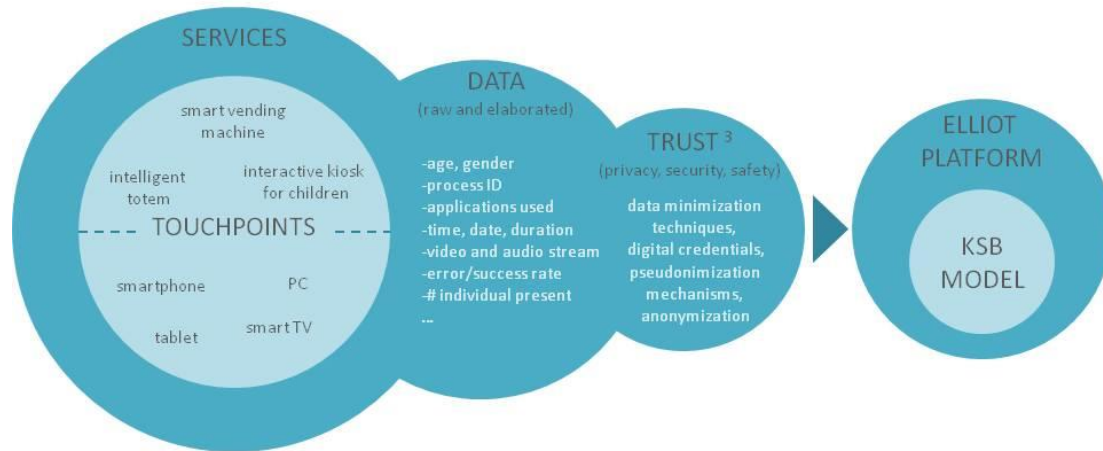 SERVICES
smart vending
machine
intelligent
totem
interactive kiosk
for children
TOUCHPOINTS
smartphone
PC
tablet
smart TV
DATA
(raw and elaborated)
-age, gender
-process ID
-applications used
-time, date, duration
-video and audio stream
-error/success rate
-# individual present
...
TRUST ³
(privacy, security, safety)
data minimization
techniques,
digital credentials,
pseudonimization
mechanisms,
anonymization
ELLIOT
PLATFORM
KSB
MODEL